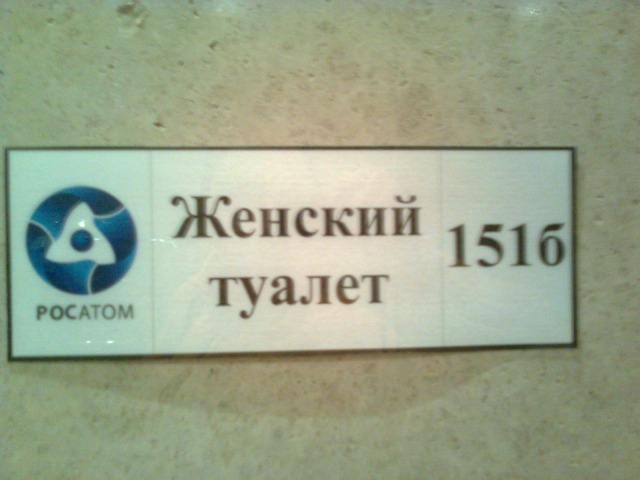 РОСАТОМ
Женский
туалет
151б